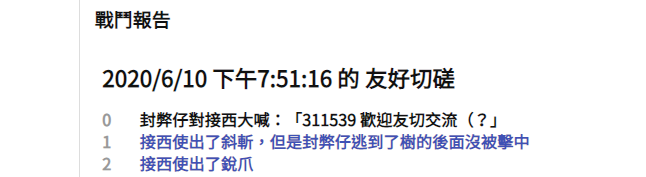 戰鬥報告
2020/6/10 下午7:51:16 的 友好切磋
0 封弊仔對接西大喊：「311539 歡迎友切交流（？」
1 接西使出了斜斬，但是封弊仔逃到了樹的後面沒被擊中
2 接西使出了銳爪